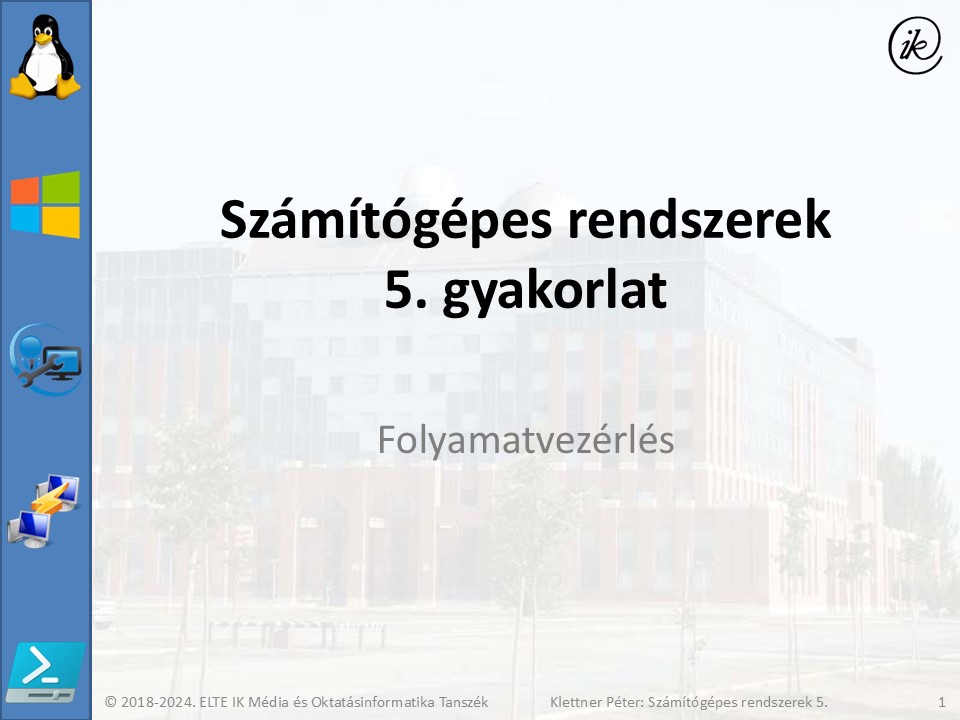 ik
Számítógépes rendszerek
5. gyakorlat
Folyamatvezérlés
© 2018-2024. ELTE IK Média és Oktatásinformatika Tanszék Klettner Péter: Számítógépes rendszerek 5. 1